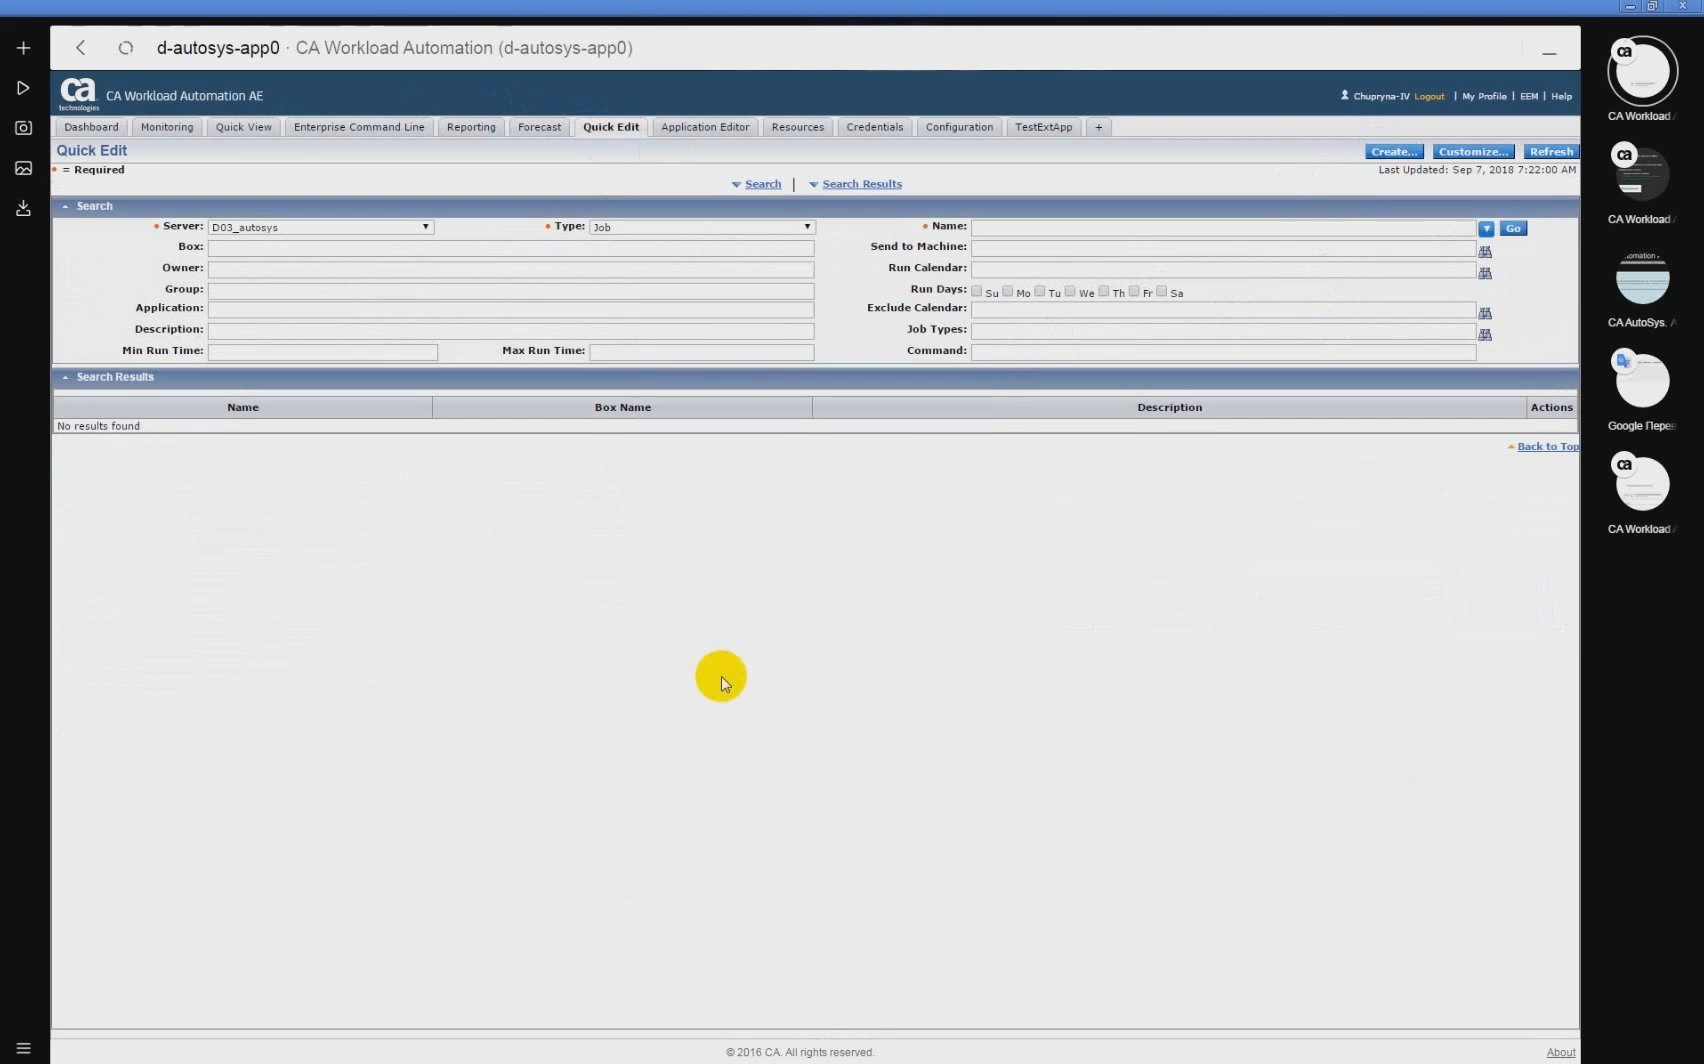 d-autosys-app0 · CA Workload Automation (d-autosys-app0)
ca technologies CA Workload Automation AE
Chupryna-IV Logout | My Profile | EEM | Help
Dashboard Monitoring Quick View Enterprise Command Line Reporting Forecast Quick Edit Application Editor Resources Credentials Configuration TestExtApp +
Quick Edit Create... Customize... Refresh
= Required Last Updated: Sep 7, 2018 7:22:00 AM
Search | Search Results
Search
Server: D03_autosys Type: Job Name: Go
Box: Send to Machine:
Owner: Run Calendar:
Group: Run Days: Su Mo Tu We Th Fr Sa
Application: Exclude Calendar:
Description: Job Types:
Min Run Time: Max Run Time: Command:
Search Results
Name Box Name Description Actions
No results found
Back to Top
© 2016 CA. All rights reserved. About
ca
CA Workload
ca
CA Workload
CA AutoSys.
Google
ca
CA Workload